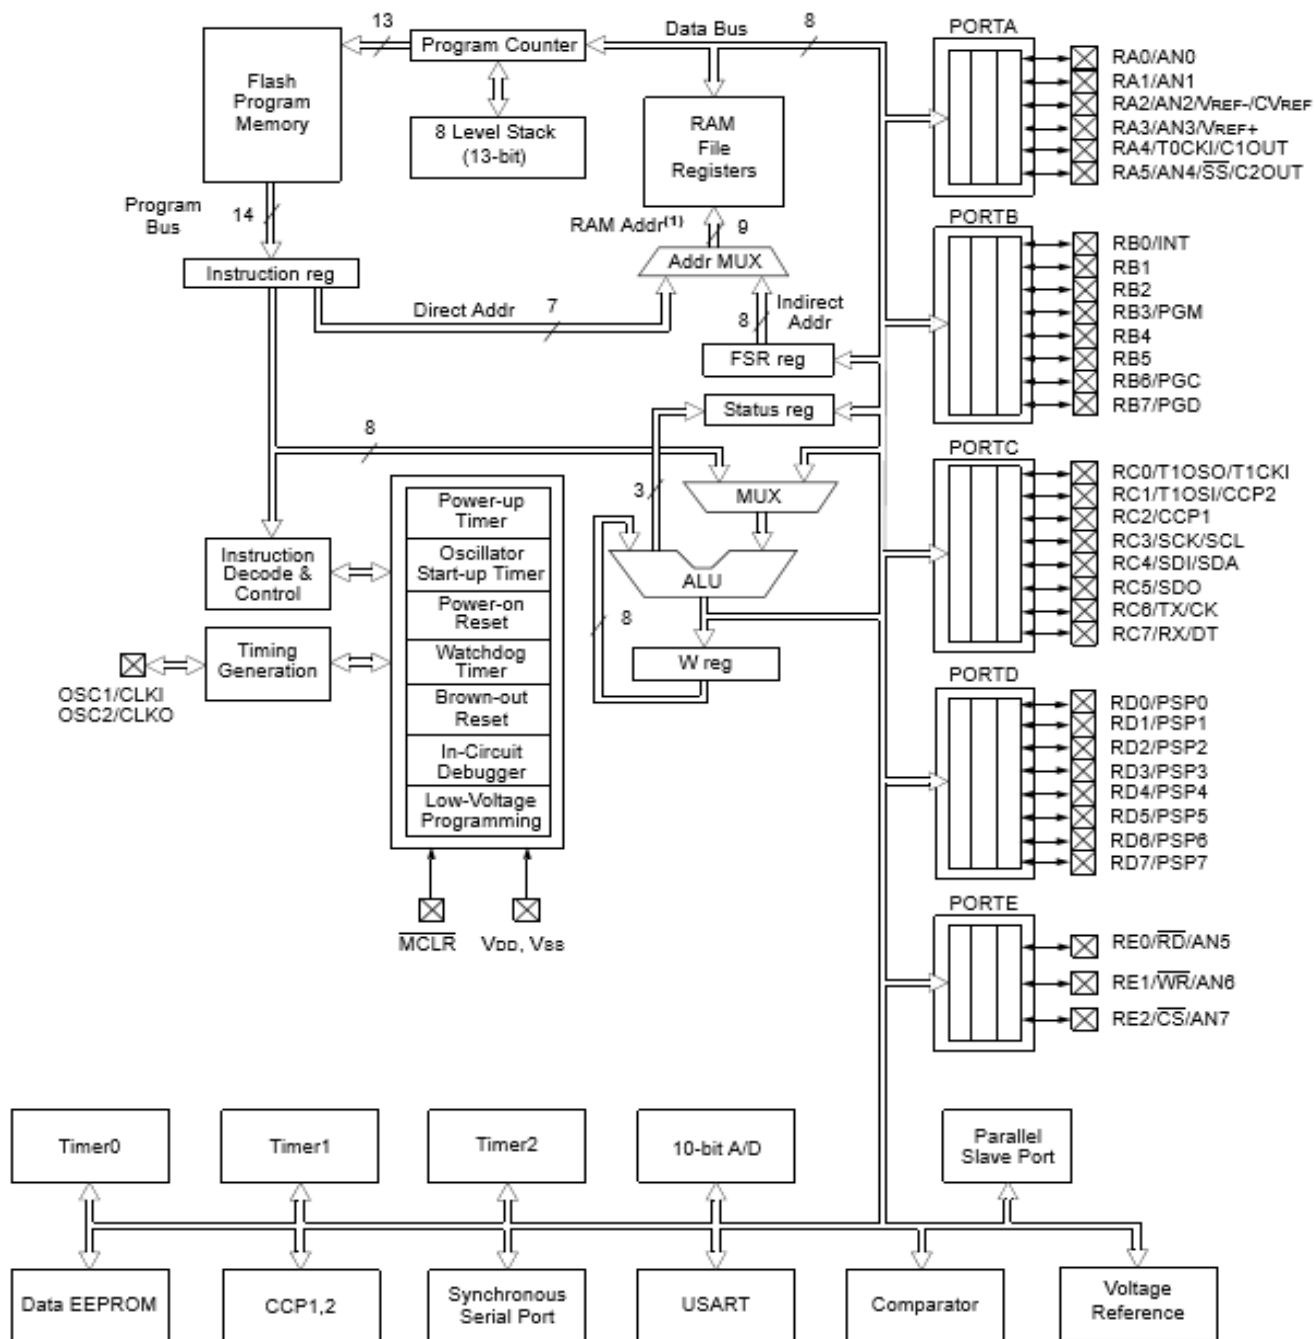 13
Data Bus
8
PORTA
Program Counter
Flash
Program
Memory
8 Level Stack
(13-bit)
RAM
File
Registers
RA0/AN0
RA1/AN1
RA2/AN2/VREF-/CVREF
RA3/AN3/VREF+
RA4/T0CKI/C1OUT
RA5/AN4/SS/C2OUT
Program
Bus
14
RAM Addr(1)
9
PORTB
Instruction reg
Addr MUX
Direct Addr
7
8
Indirect
Addr
FSR reg
Status reg
RB0/INT
RB1
RB2
RB3/PGM
RB4
RB5
RB6/PGC
RB7/PGD
8
3
MUX
PORTC
RC0/T1OSO/T1CKI
RC1/T1OSI/CCP2
RC2/CCP1
RC3/SCK/SCL
RC4/SDI/SDA
RC5/SDO
RC6/TX/CK
RC7/RX/DT
Power-up
Timer
Oscillator
Start-up Timer
Power-on
Reset
Watchdog
Timer
Brown-out
Reset
In-Circuit
Debugger
Low-Voltage
Programming
Instruction
Decode &
Control
Timing
Generation
OSC1/CLKI
OSC2/CLKO
ALU
8
W reg
MCLR
VDD, VSS
PORTD
RD0/PSP0
RD1/PSP1
RD2/PSP2
RD3/PSP3
RD4/PSP4
RD5/PSP5
RD6/PSP6
RD7/PSP7
PORTE
RE0/RD/AN5
RE1/WR/AN6
RE2/CS/AN7
Timer0
Timer1
Timer2
10-bit A/D
Parallel
Slave Port
Data EEPROM
CCP1,2
Synchronous
Serial Port
USART
Comparator
Voltage
Reference